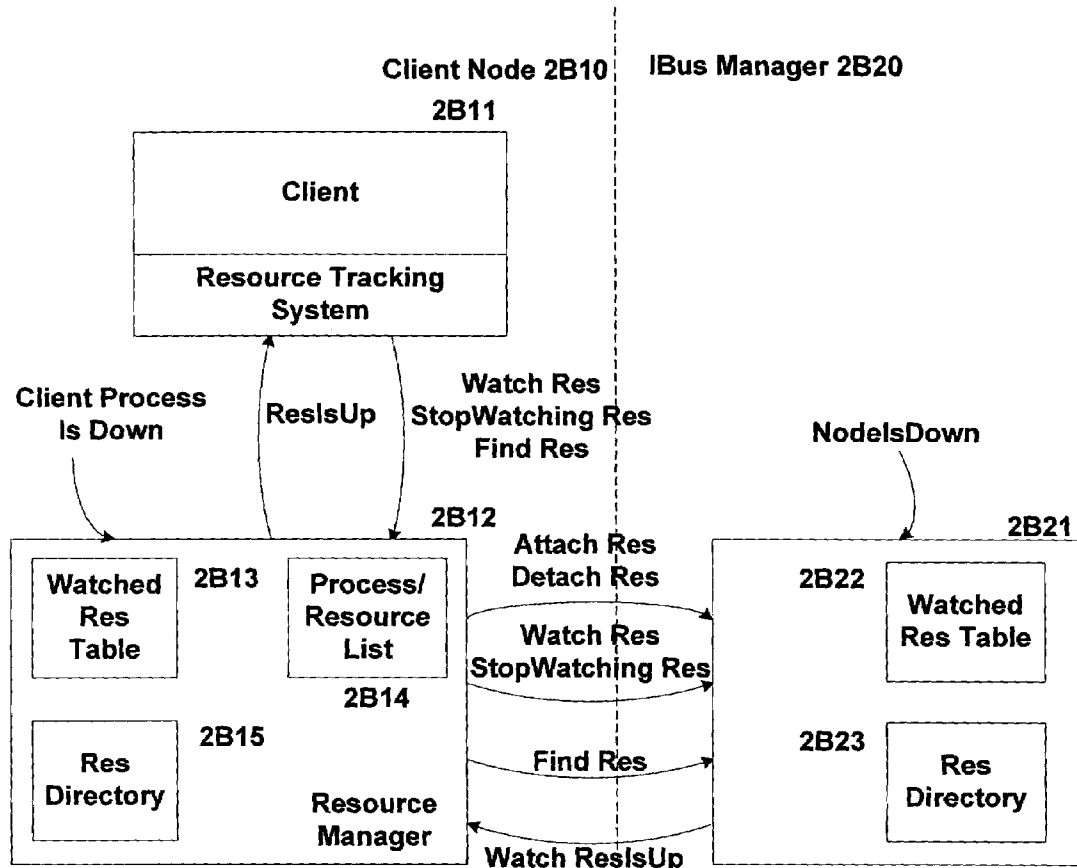 Client Node 2B10
IBus Manager 2B20
2B11
Client
Resource Tracking
System
Client Process
Is Down
ResIsUp
Watch Res
StopWatching Res
Find Res
NodeIsDown
2B12
2B21
Watched
Res
Table
2B13
Process/
Resource
List
2B14
2B15
Res
Directory
Resource
Manager
Attach Res
Detach Res
Watch Res
StopWatching Res
Find Res
Watch ResIsUp
2B22
Watched
Res Table
2B23
Res
Directory